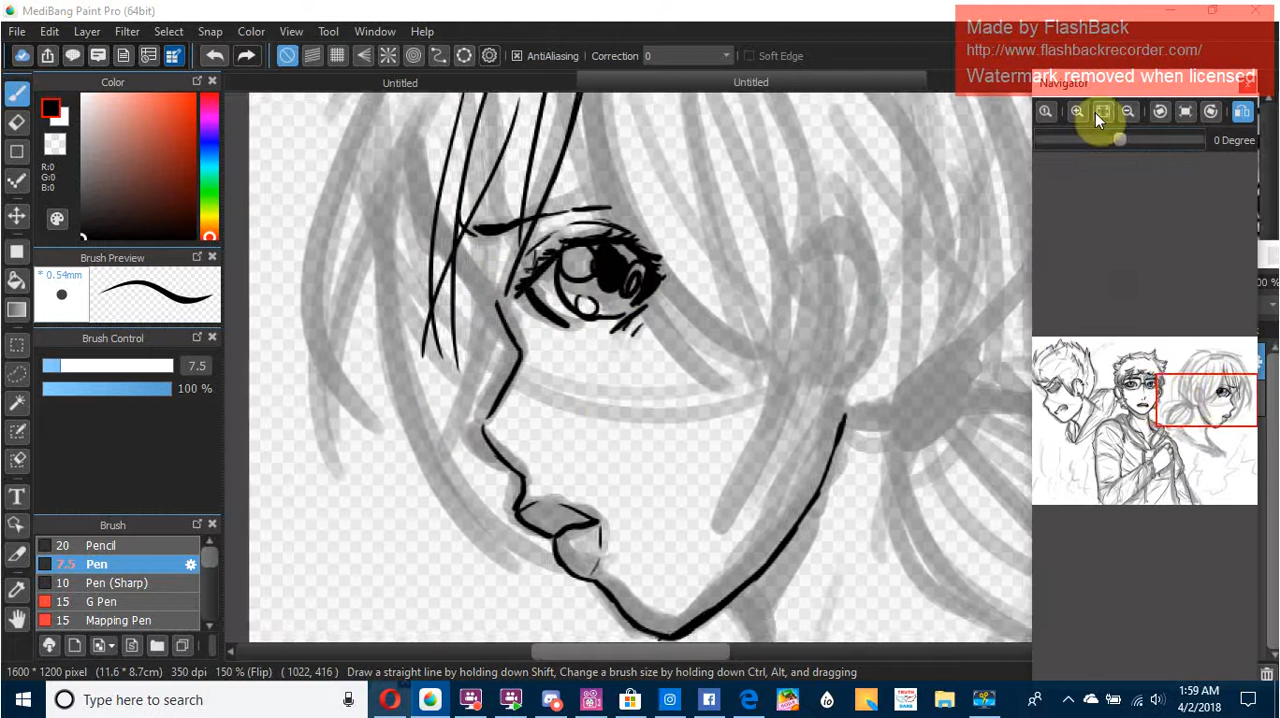 MediBang Paint Pro (64bit)
Made by FlashBack
http://www.flashbackrecorder.com/
Watermark removed when licensed
File Edit Layer Filter Select Snap Color View Tool Window Help
AntiAliasing Correction 0 Soft Edge
Color
Untitled
Untitled
Navigator
0 Degree
R:0
G:0
B:0
Brush Preview
* 0.54mm
00 %
Brush Control
7.5
100 %
Brush
20 Pencil
7.5 Pen
10 Pen (Sharp)
15 G Pen
15 Mapping Pen
1600 * 1200 pixel (11.6 * 8.7cm) 350 dpi 150 % (Flip) ( 1022, 416 ) Draw a straight line by holding down Shift, Change a brush size by holding down Ctrl, Alt, and dragging
Type here to search
TRUTH
DARE
1:59 AM
4/2/2018